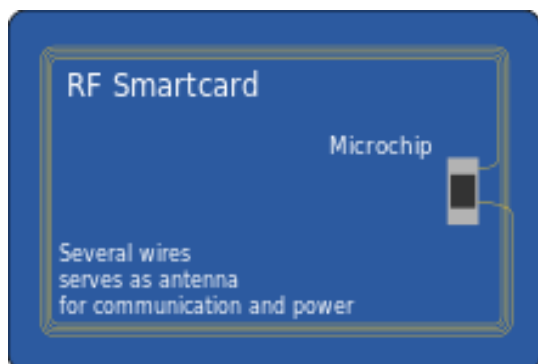 RF Smartcard
Microchip
Several wires
serves as antenna
for communication and power